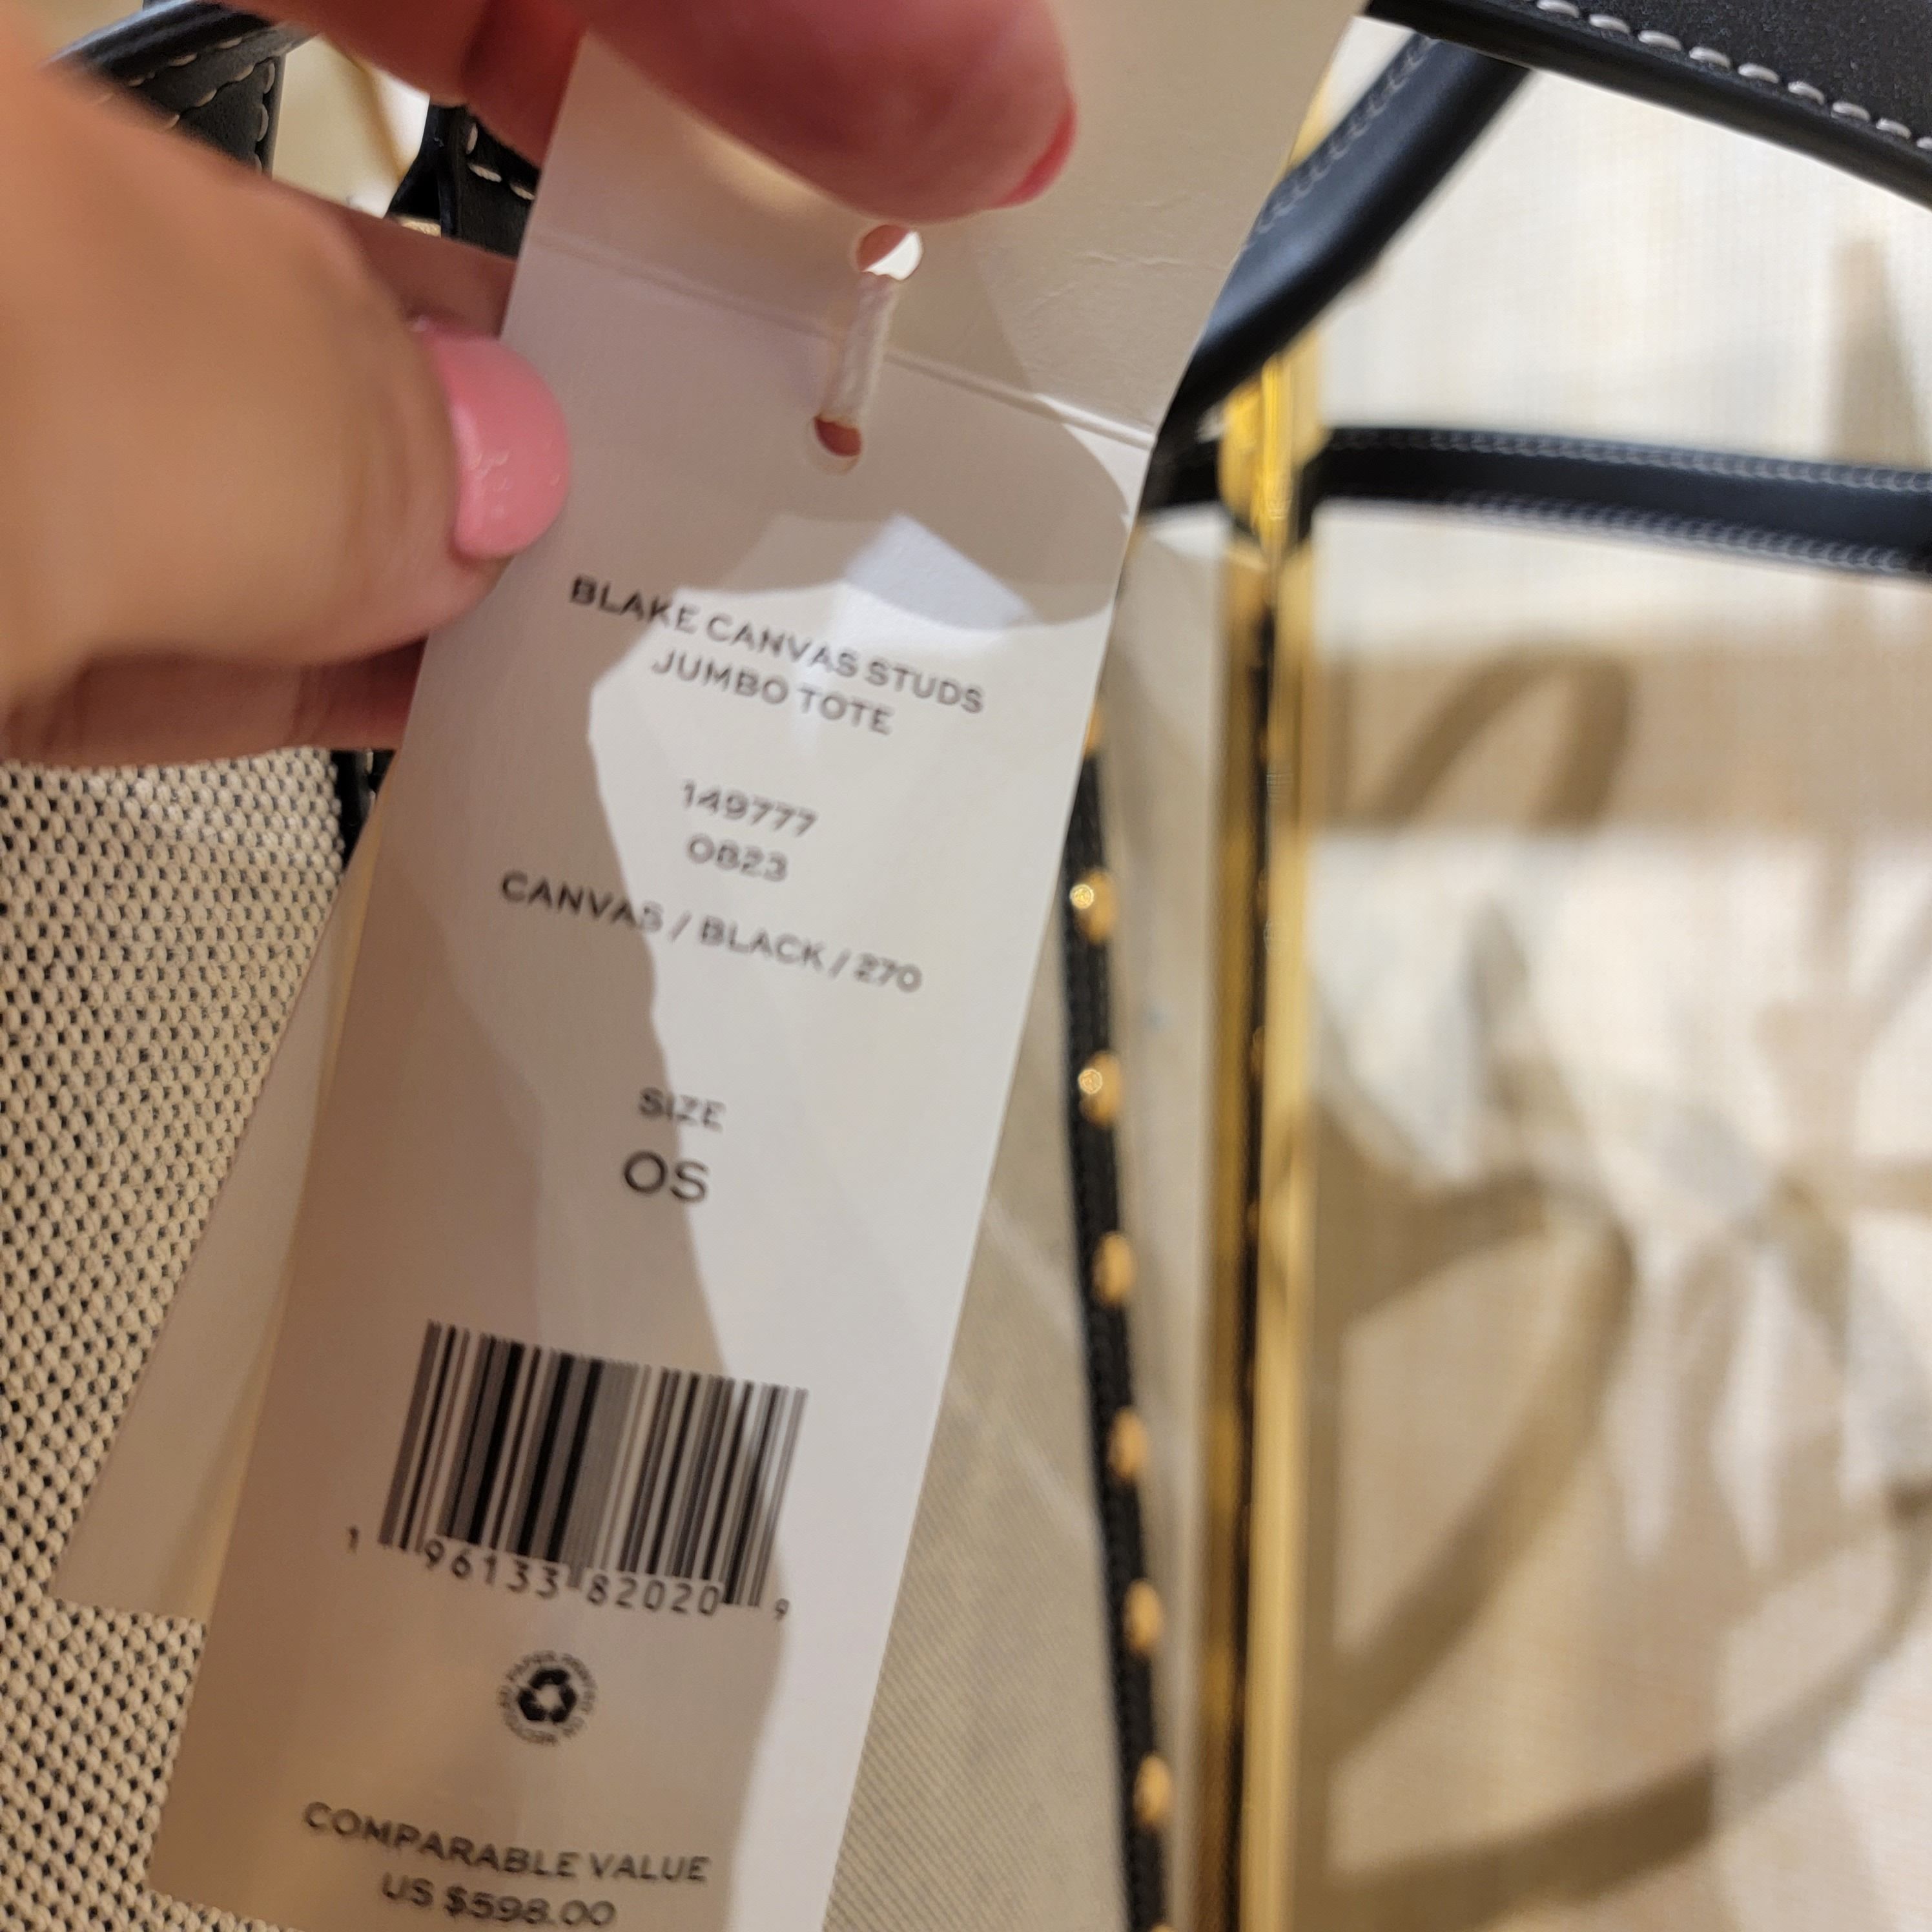 BLAKE CANVAS STUDS
JUMBO TOTE
149777
0823
CANVAS / BLACK / 270
SIZE
OS
1 96133 82020 9
COMPARABLE VALUE
US $598.00